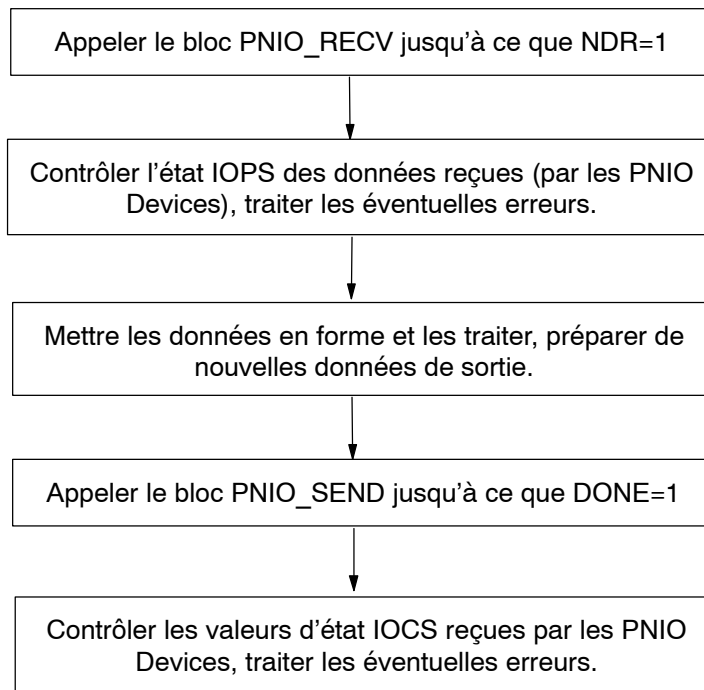 Appeler le bloc PNIO_RECV jusqu’à ce que NDR=1
Contrôler l’état IOPS des données reçues (par les PNIO
Devices), traiter les éventuelles erreurs.
Mettre les données en forme et les traiter, préparer de
nouvelles données de sortie.
Appeler le bloc PNIO_SEND jusqu’à ce que DONE=1
Contrôler les valeurs d’état IOCS reçues par les PNIO
Devices, traiter les éventuelles erreurs.